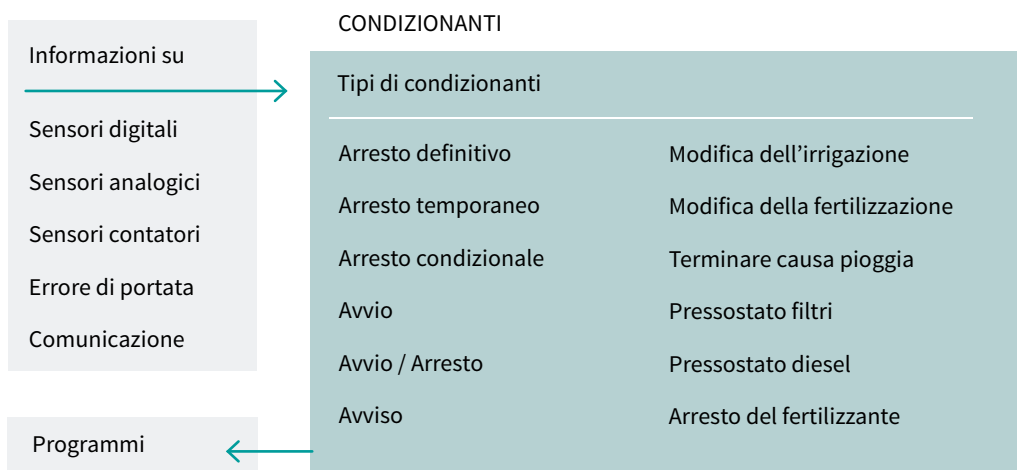 CONDIZIONANTI
Informazioni su
Sensori digitali
Sensori analogici
Sensori contatori
Errore di portata
Comunicazione
Tipi di condizionanti
Arresto definitivo
Arresto temporaneo
Arresto condizionale
Avvio
Avvio / Arresto
Avviso
Modifica dell’irrigazione
Modifica della fertilizzazione
Terminare causa pioggia
Pressostato filtri
Pressostato diesel
Arresto del fertilizzante
Programmi